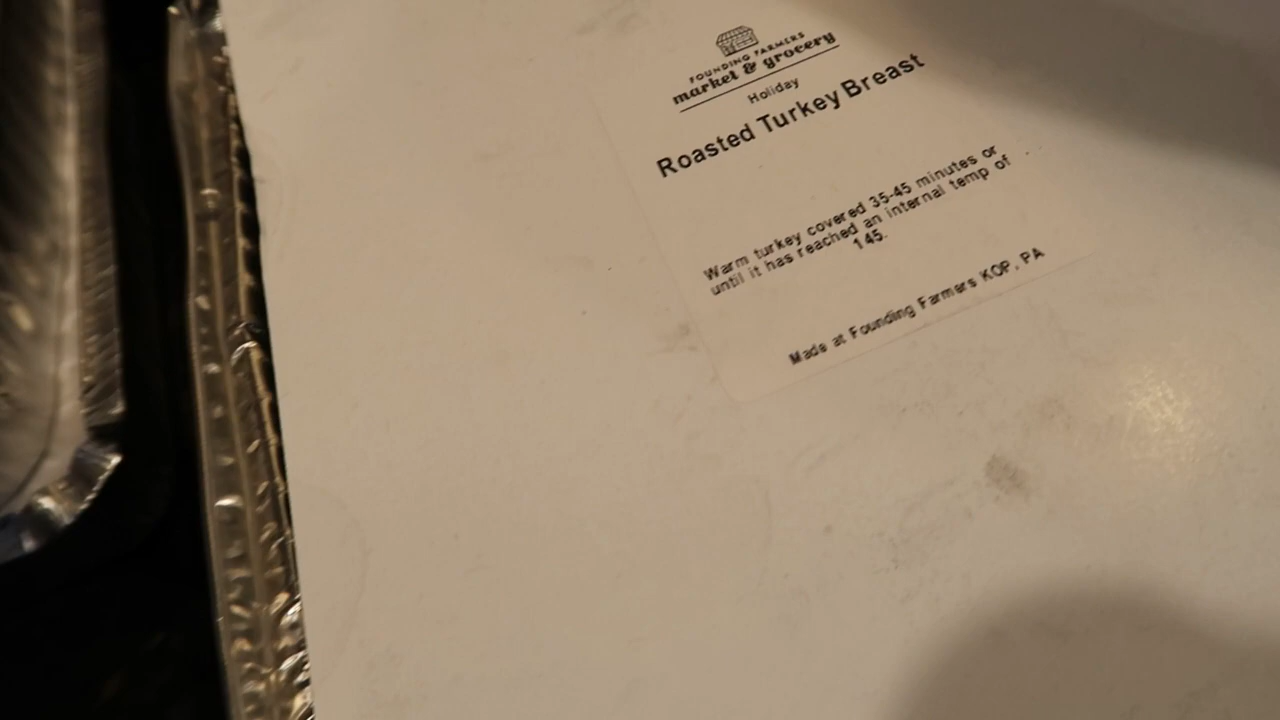 FOUNDING FARMERS
market & grocery
Holiday
Roasted Turkey Breast
Warm turkey covered 35-45 minutes or
until it has reached an internal temp of
145.
Made at Founding Farmers KOP, PA